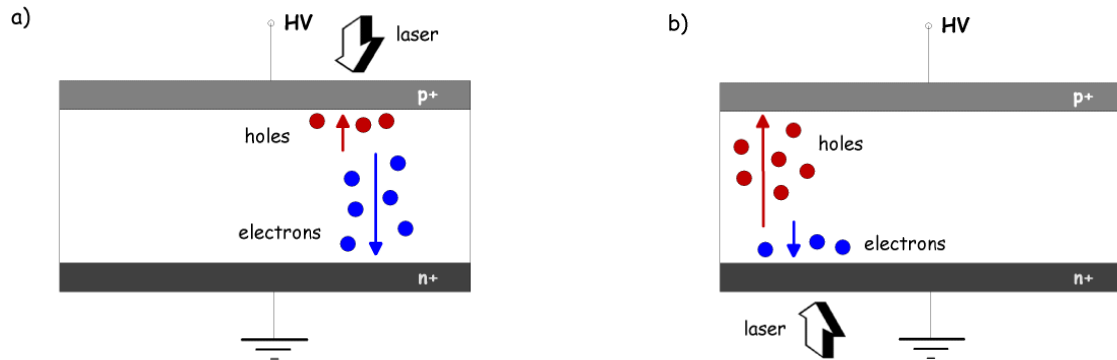 a)
HV
laser
p+
holes
electrons
n+
b)
HV
p+
holes
electrons
n+
laser